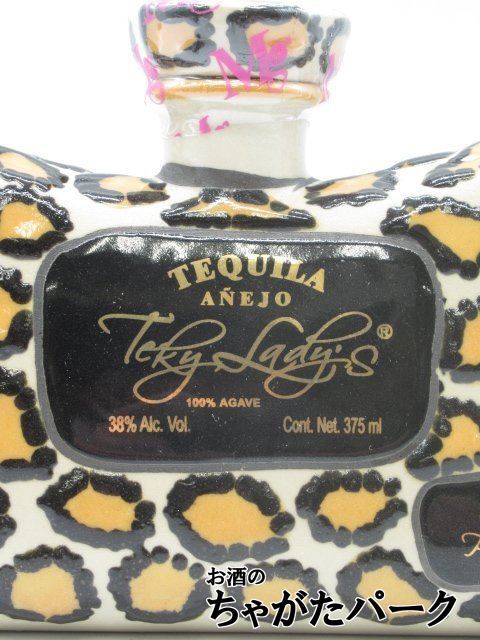 TEQUILA
AÑEJO
Teky Lady's®
100% AGAVE
38% Alc. Vol. Cont. Net. 375 ml
お酒の
ちゃがたパーク